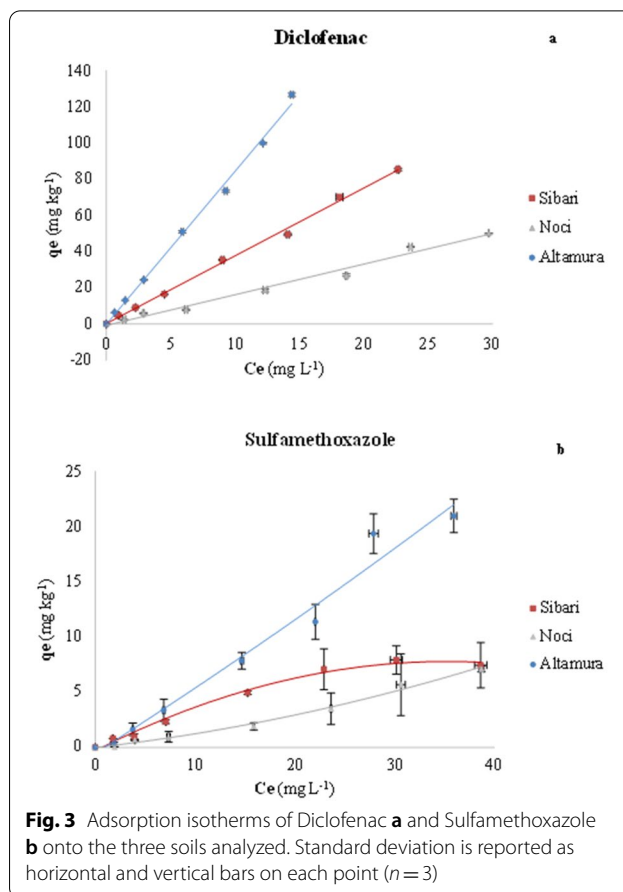 Diclofenac
a
140
120
100
80
60
40
20
0
-20
qe (mg kg-1)
0 5 10 15 20 25 30
Ce (mg L-1)
Sibari
Noci
Altamura
Sulfamethoxazole
b
25
20
15
10
5
0
qe (mg kg-1)
0 10 20 30 40
Ce (mg L-1)
Sibari
Noci
Altamura
Fig. 3 Adsorption isotherms of Diclofenac a and Sulfamethoxazole
b onto the three soils analyzed. Standard deviation is reported as
horizontal and vertical bars on each point (n = 3)